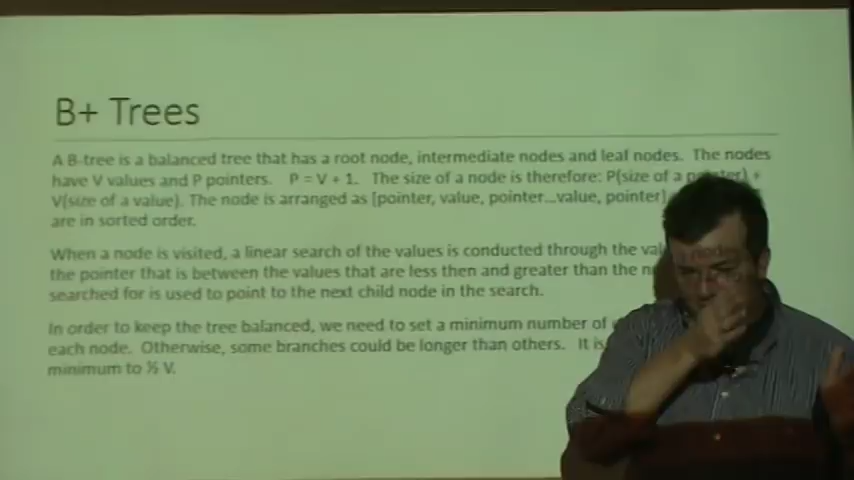 B+ Trees
A B-tree is a balanced tree that has a root node, intermediate nodes and leaf nodes. The nodes
have V values and P pointers. P = V + 1. The size of a node is therefore: P(size of a pointer) +
V(size of a value). The node is arranged as [pointer, value, pointer...value, pointer]
are in sorted order.
When a node is visited, a linear search of the values is conducted through the
the pointer that is between the values that are less then and greater than the
searched for is used to point to the next child node in the search.
In order to keep the tree balanced, we need to set a minimum number of
each node. Otherwise, some branches could be longer than others. It is
minimum to ½ V.